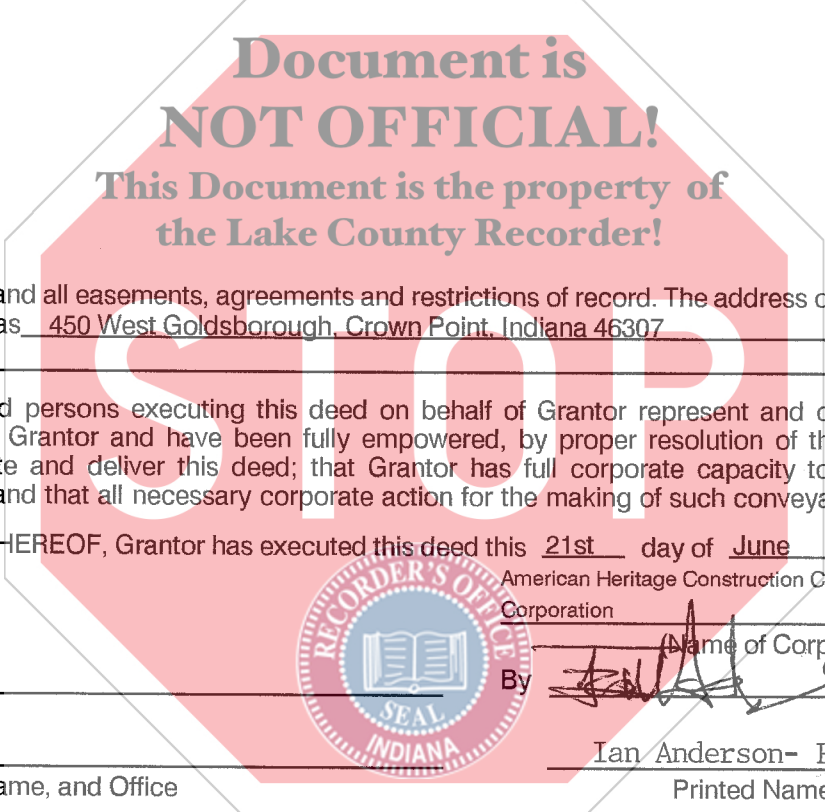 Document is
NOT OFFICIAL!
This Document is the property of
the Lake County Recorder!
and all easements, agreements and restrictions of record. The address o
as 450 West Goldsborough, Crown Point, Indiana 46307
STOP
d persons executing this deed on behalf of Grantor represent and c
Grantor and have been fully empowered, by proper resolution of th
te and deliver this deed; that Grantor has full corporate capacity to
and that all necessary corporate action for the making of such conveya
HEREOF, Grantor has executed this deed this 21st day of June
American Heritage Construction C
Corporation
(Name of Corp
By
RECORDER'S OFFICE
SEAL
INDIANA
Ian Anderson- P
ame, and Office
Printed Name